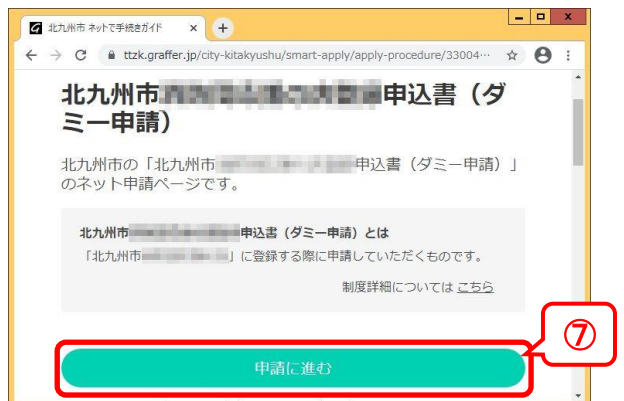 北九州市 ネットで手続きガイド
ttzk.graffer.jp/city-kitakyushu/smart-apply/apply-procedure/33004…
北九州市 申込書（ダ
ミー申請）
北九州市の「北九州市 申込書（ダミー申請）」
のネット申請ページです。
北九州市 申込書（ダミー申請）とは
「北九州市 」に登録する際に申請していただくものです。
制度詳細については こちら
⑦
申請に進む